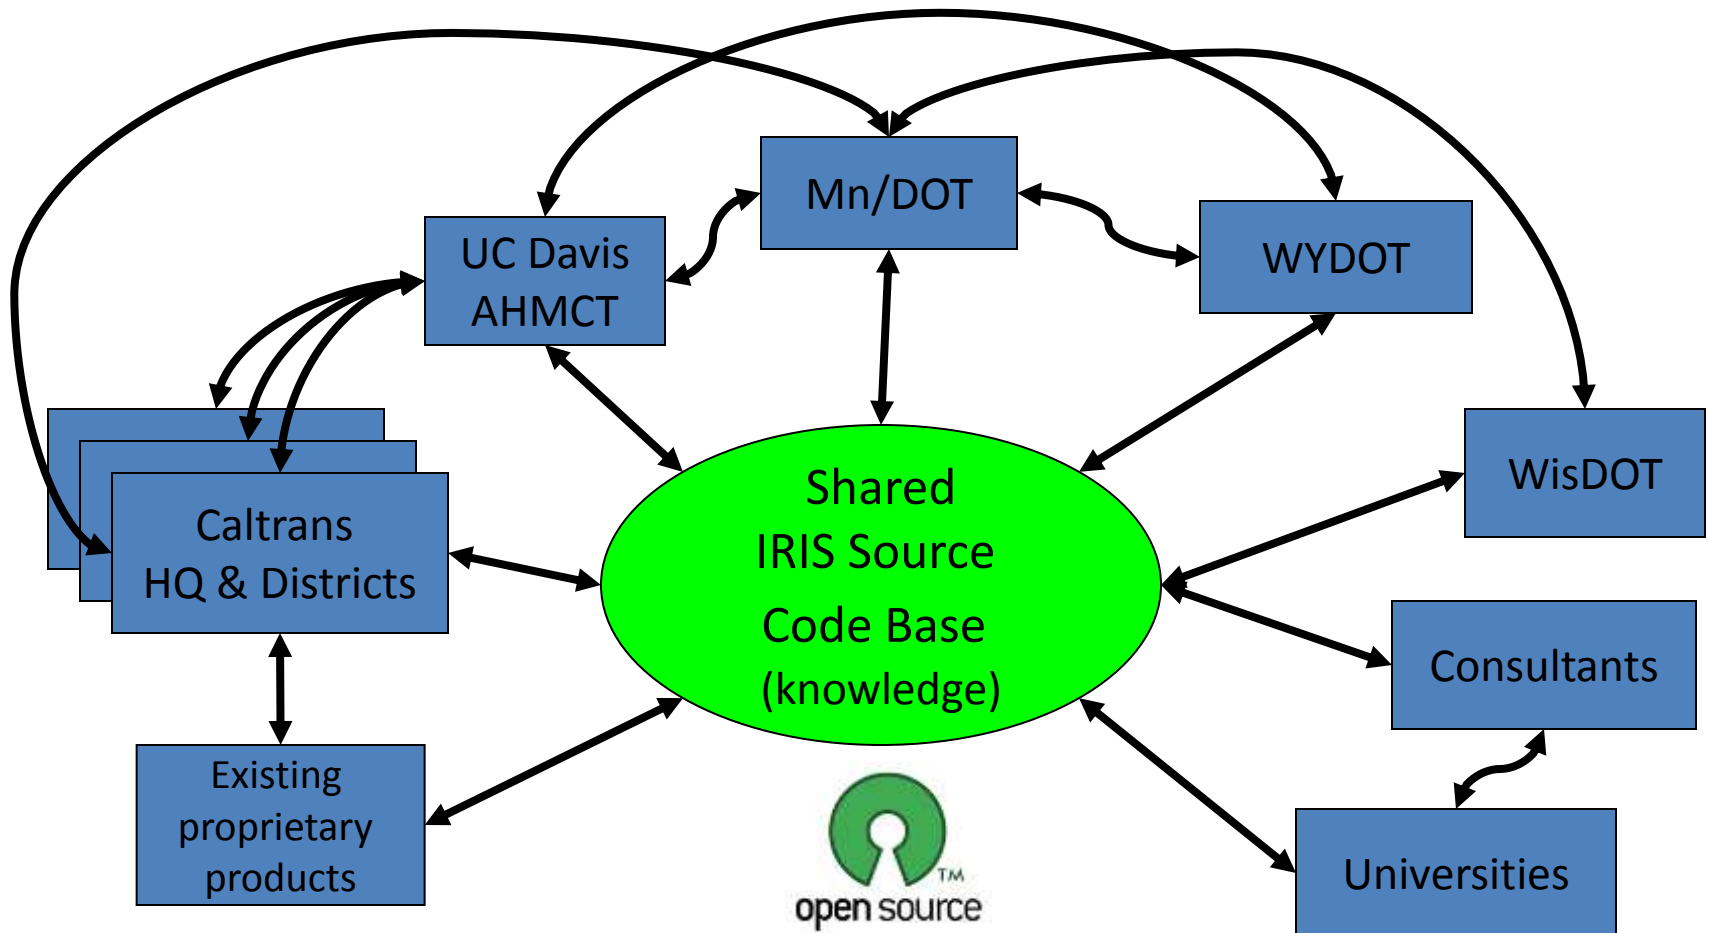 Mn/DOT
UC Davis
AHMCT
WYDOT
Shared
IRIS Source
Code Base
(knowledge)
WisDOT
Caltrans
HQ & Districts
Consultants
Existing
proprietary
products
Universities
TM
open source